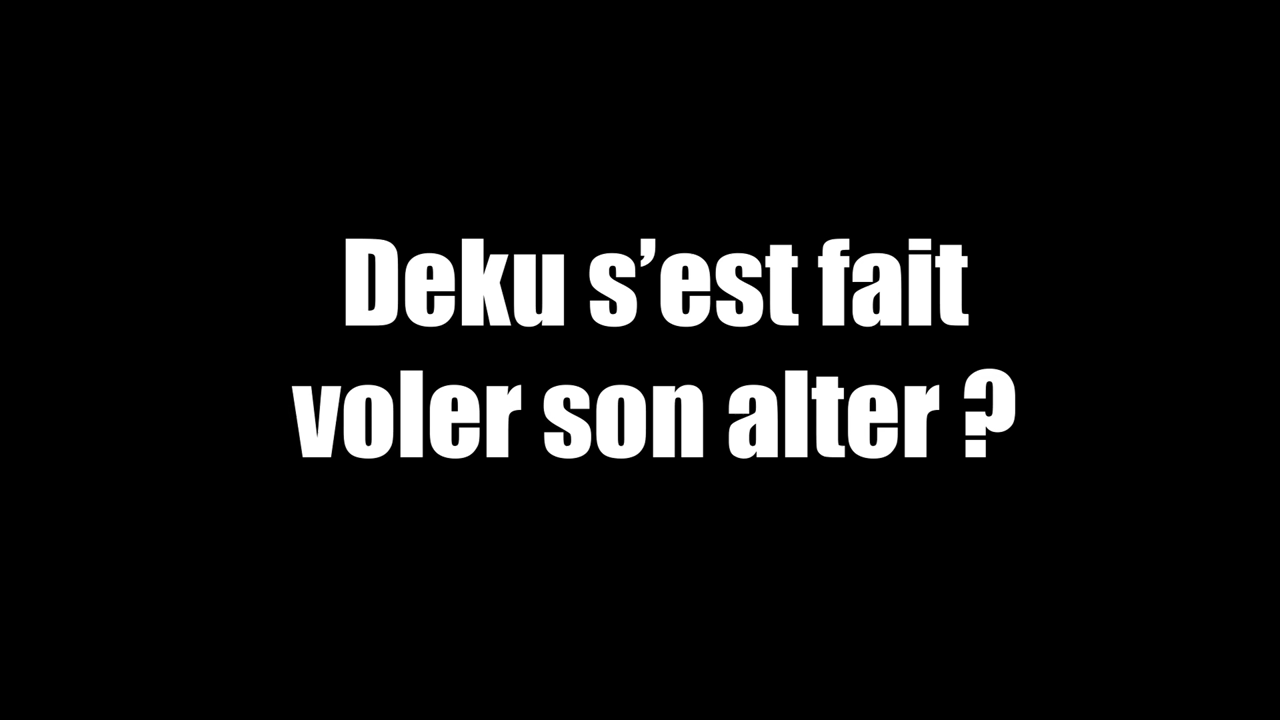 Deku s’est fait
voler son alter ?